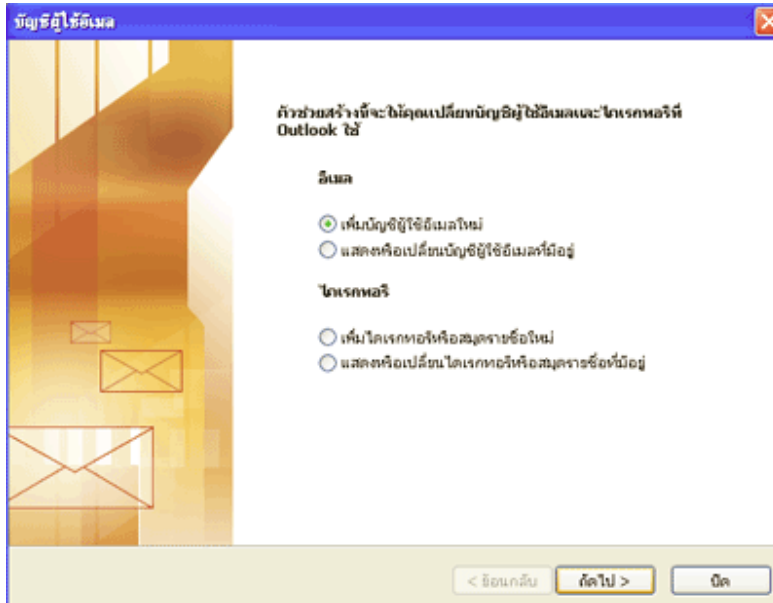 บัญชีผู้ใช้อีเมล
ตัวช่วยสร้างนี้จะให้คุณเปลี่ยนบัญชีผู้ใช้อีเมลและไดเรกทอรีที่
Outlook ใช้
อีเมล
เพิ่มบัญชีผู้ใช้อีเมลใหม่
แสดงหรือเปลี่ยนบัญชีผู้ใช้อีเมลที่มีอยู่
ไดเรกทอรี
เพิ่มไดเรกทอรีหรือสมุดรายชื่อใหม่
แสดงหรือเปลี่ยนไดเรกทอรีหรือสมุดรายชื่อที่มีอยู่
< ย้อนกลับ ถัดไป > ปิด